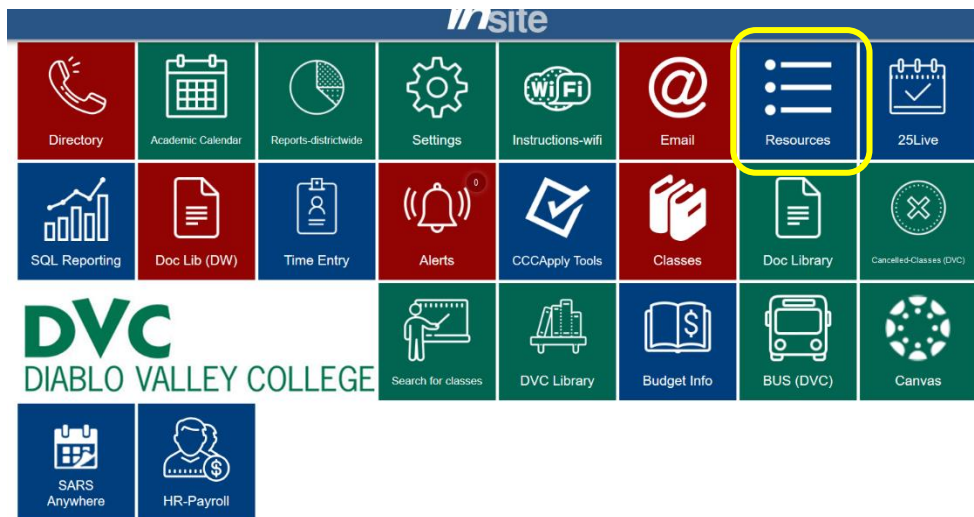 insite
Directory
Academic Calendar
Reports-districtwide
Settings
WiFi
Instructions-wifi
@
Email
Resources
25Live
SQL Reporting
Doc Lib (DW)
Time Entry
0
Alerts
CCCApply Tools
Classes
Doc Library
Cancelled-Classes (DVC)
DVC
DIABLO VALLEY COLLEGE
Search for classes
DVC Library
$
Budget Info
BUS (DVC)
Canvas
SARS
Anywhere
$
HR-Payroll